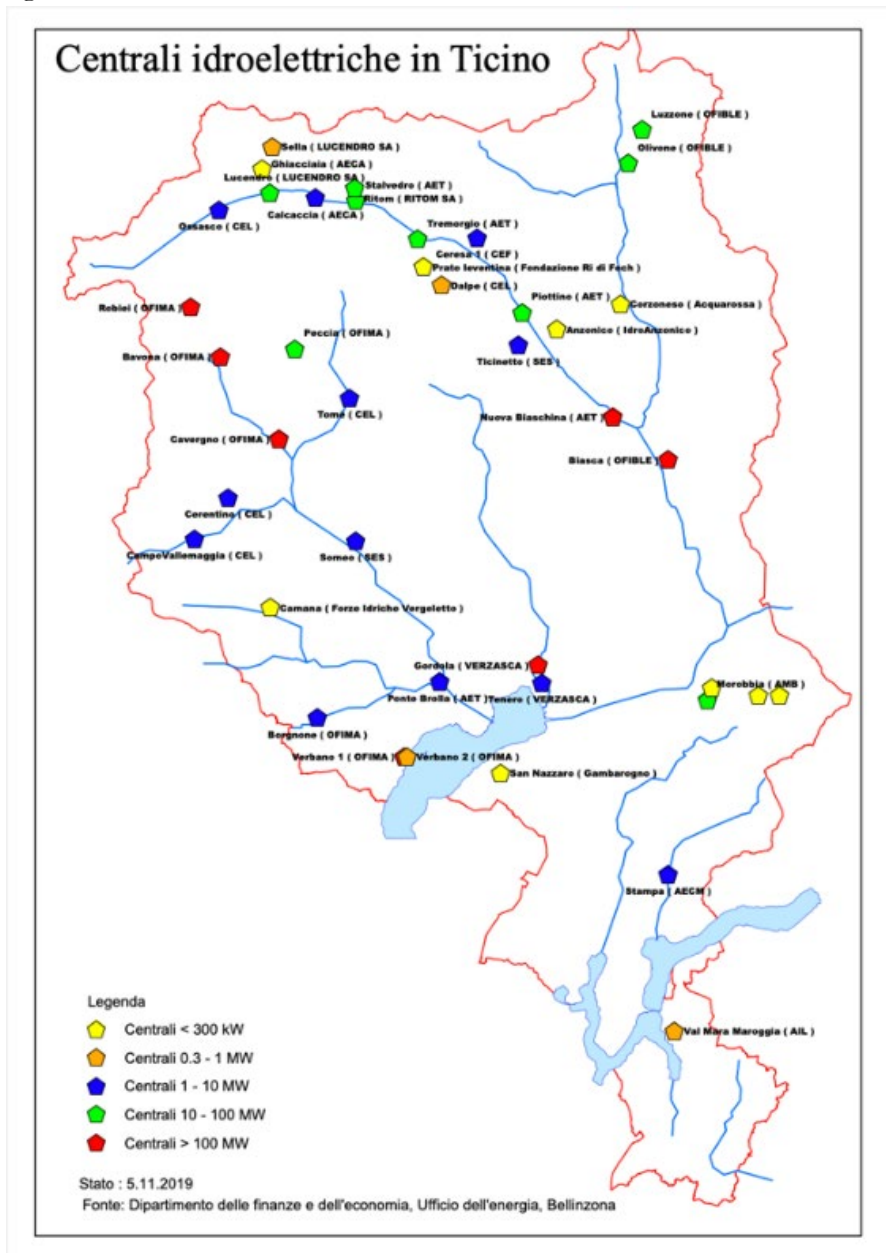 Centrali idroelettriche in Ticino
Luzzone ( OFIBLE )
Olivone ( OFIBLE )
Sella ( LUCENDRO SA )
Ghiacciaia ( AECA )
Lucendro ( LUCENDRO SA )
Stalvedro ( AET )
Ritom ( RITOM SA )
Calcaccia ( AECA )
Ossasco ( CEL )
Tremorgio ( AET )
Ceresa 1 ( CEF )
Prato leventina ( Fondazione Ri di Foch )
Dalpe ( CEL )
Piottino ( AET )
Corzoneso ( Acquarossa )
Robiei ( OFIMA )
Anzonico ( IdroAnzonico )
Peccia ( OFIMA )
Bavona ( OFIMA )
Ticinetto ( SES )
Tomè ( CEL )
Nuova Biaschina ( AET )
Cavergno ( OFIMA )
Biasca ( OFIBLE )
Cerentino ( CEL )
CampoVallemaggia ( CEL )
Someo ( SES )
Camana ( Forze Idriche Vergeletto )
Gordola ( VERZASCA )
Morobbia ( AMB )
Ponte Brolla ( AET )
Tenero ( VERZASCA )
Borgnone ( OFIMA )
Verbano 1 ( OFIMA )
Verbano 2 ( OFIMA )
San Nazzaro ( Gambarogno )
Stampa ( AECM )
Val Mara Maroggia ( AIL )
Legenda
Centrali < 300 kW
Centrali 0.3 - 1 MW
Centrali 1 - 10 MW
Centrali 10 - 100 MW
Centrali > 100 MW
Stato : 5.11.2019
Fonte: Dipartimento delle finanze e dell'economia, Ufficio dell'energia, Bellinzona